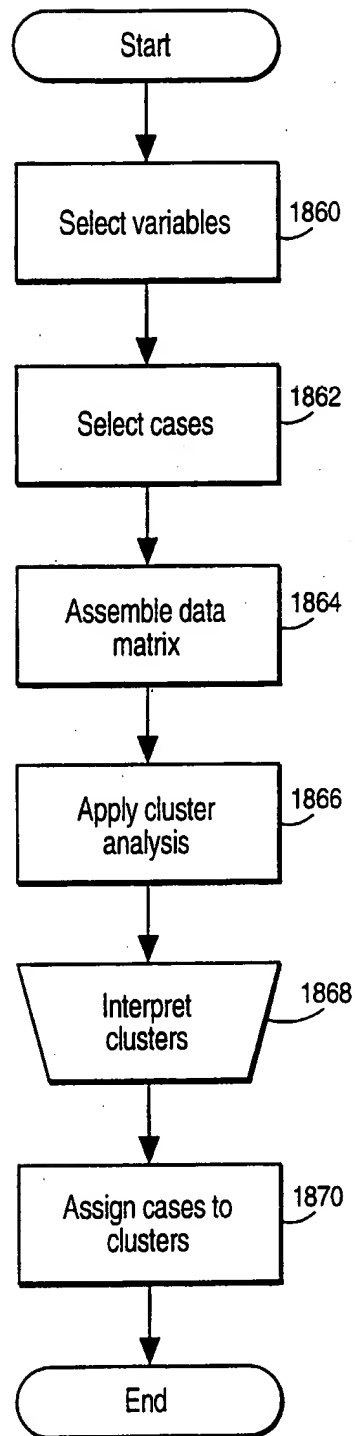 Start
Select variables
1860
Select cases
1862
Assemble data
matrix
1864
Apply cluster
analysis
1866
Interpret
clusters
1868
Assign cases to
clusters
1870
End